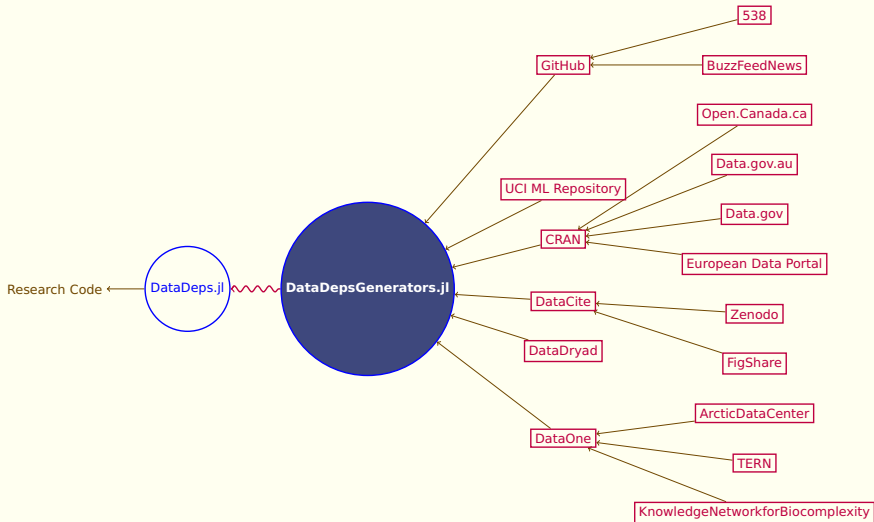 538
GitHub
BuzzFeedNews
Open.Canada.ca
Data.gov.au
UCI ML Repository
Data.gov
CRAN
European Data Portal
Research Code
DataDeps.jl
DataDepsGenerators.jl
DataCite
Zenodo
DataDryad
FigShare
ArcticDataCenter
DataOne
TERN
KnowledgeNetworkforBiocomplexity